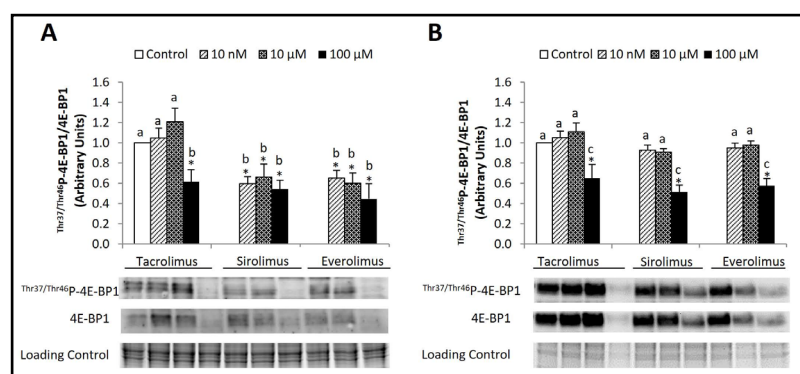 A
Control 10 nM 10 µM 100 µM
Thr37/Thr46P-4E-BP1/4E-BP1
(Arbitrary Units)
1.6
1.4
1.2
1.0
0.8
0.6
0.4
0.2
0.0
a a a b *
b * b * b *
b * b * b *
Tacrolimus Sirolimus Everolimus
Thr37/Thr46P-4E-BP1
4E-BP1
Loading Control
B
Control 10 nM 10 µM 100 µM
Thr37/Thr46P-4E-BP1/4E-BP1
(Arbitrary Units)
1.6
1.4
1.2
1.0
0.8
0.6
0.4
0.2
0.0
a a a c *
a a c *
a a c *
Tacrolimus Sirolimus Everolimus
Thr37/Thr46P-4E-BP1
4E-BP1
Loading Control